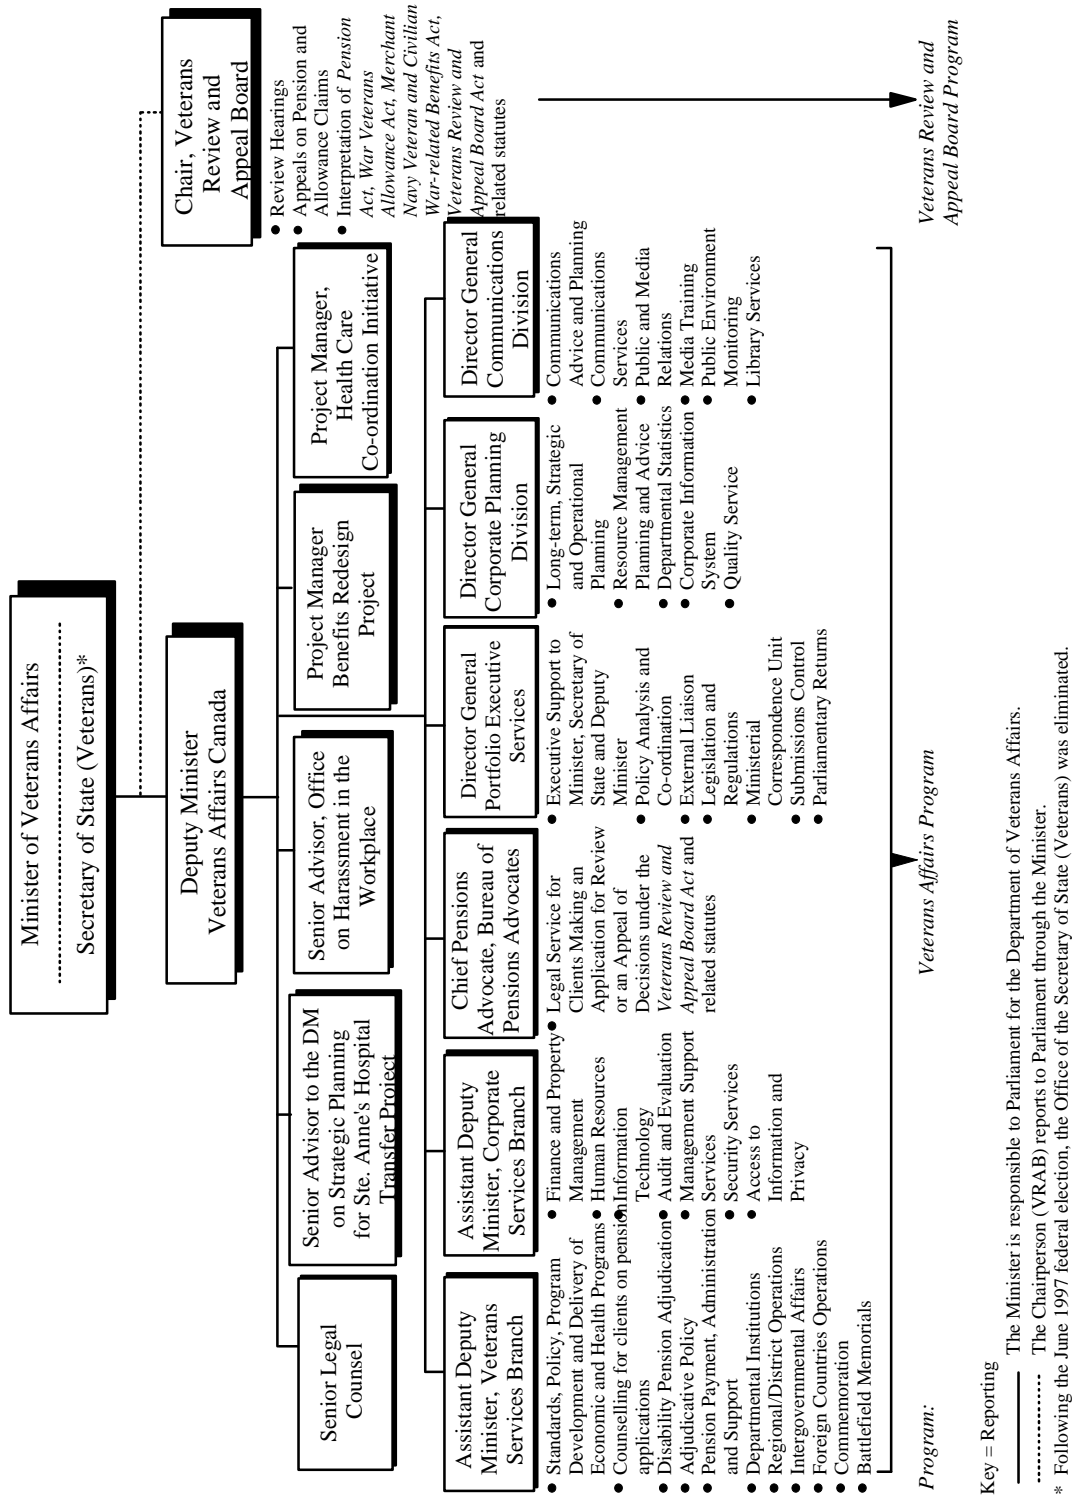 Minister of Veterans Affairs
Secretary of State (Veterans)*
Deputy Minister
Veterans Affairs Canada
Chair, Veterans
Review and
Appeal Board
● Review Hearings
● Appeals on Pension and
Allowance Claims
● Interpretation of Pension
Act, War Veterans
Allowance Act, Merchant
Navy Veteran and Civilian
War-related Benefits Act,
Veterans Review and
Appeal Board Act and
related statutes
Senior Legal
Counsel
Senior Advisor to the DM
on Strategic Planning
for Ste. Anne's Hospital
Transfer Project
Senior Advisor, Office
on Harassment in the
Workplace
Project Manager
Benefits Redesign
Project
Project Manager,
Health Care
Co-ordination Initiative
Assistant Deputy
Minister, Veterans
Services Branch
● Standards, Policy, Program
Development and Delivery of
Economic and Health Programs
● Counselling for clients on pension
applications
● Disability Pension Adjudication
● Adjudicative Policy
● Pension Payment, Administration
and Support
● Departmental Institutions
● Regional/District Operations
● Intergovernmental Affairs
● Foreign Countries Operations
● Commemoration
● Battlefield Memorials
Assistant Deputy
Minister, Corporate
Services Branch
● Finance and Property
Management
● Human Resources
● Information
Technology
● Audit and Evaluation
● Management Support
Services
● Security Services
● Access to
Information and
Privacy
Chief Pensions
Advocate, Bureau of
Pensions Advocates
● Legal Service for
Clients Making an
Application for Review
or an Appeal of
Decisions under the
Veterans Review and
Appeal Board Act and
related statutes
Director General
Portfolio Executive
Services
● Executive Support to
Minister, Secretary of
State and Deputy
Minister
● Policy Analysis and
Co-ordination
● External Liaison
● Legislation and
Regulations
● Ministerial
Correspondence Unit
● Submissions Control
● Parliamentary Returns
Director General
Corporate Planning
Division
● Long-term, Strategic
and Operational
Planning
● Resource Management
Planning and Advice
● Departmental Statistics
● Corporate Information
System
● Quality Service
Director General
Communications
Division
● Communications
Advice and Planning
● Communications
Services
● Public and Media
Relations
● Media Training
● Public Environment
Monitoring
● Library Services
Program:
Veterans Affairs Program
Veterans Review and
Appeal Board Program
Key = Reporting
The Minister is responsible to Parliament for the Department of Veterans Affairs.
The Chairperson (VRAB) reports to Parliament through the Minister.
* Following the June 1997 federal election, the Office of the Secretary of State (Veterans) was eliminated.